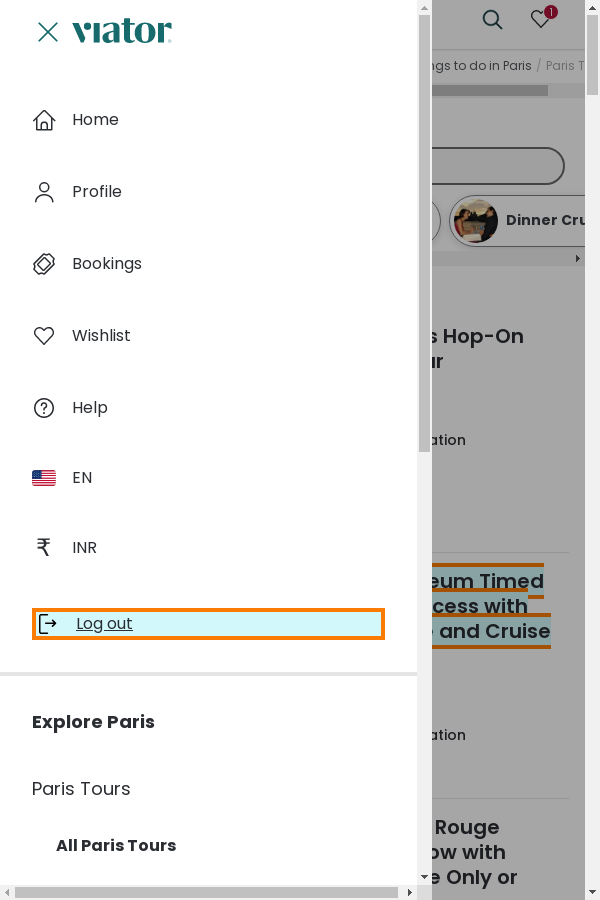 viator
1
ngs to do in Paris / Paris T
Home
Profile
Bookings
Dinner Cru
Wishlist
s Hop-On
ur
Help
ation
EN
₹ INR
eum Timed
cess with
and Cruise
Log out
Explore Paris
ation
Paris Tours
Rouge
All Paris Tours
ow with
e Only or